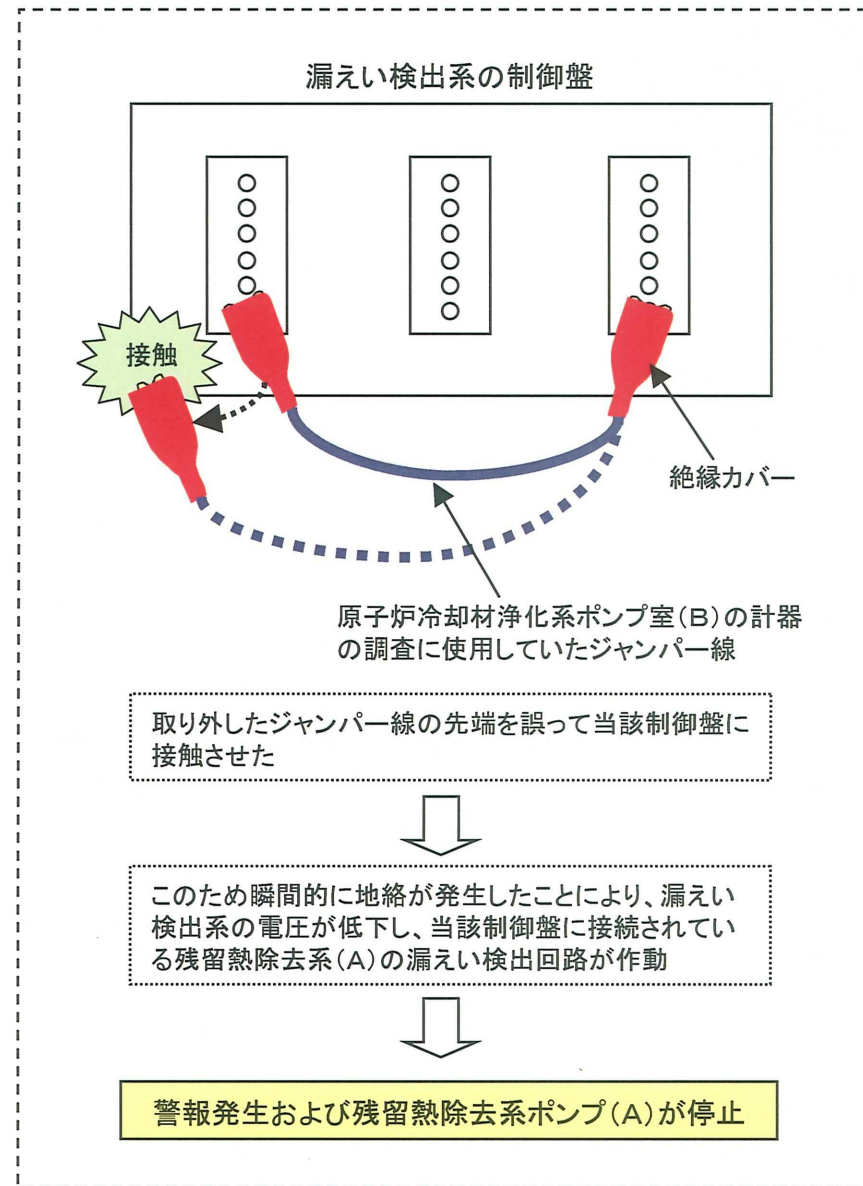 漏えい検出系の制御盤
接触
絶縁カバー
原子炉冷却材浄化系ポンプ室(B)の計器
の調査に使用していたジャンパー線
取り外したジャンパー線の先端を誤って当該制御盤に
接触させた
このため瞬間的に地絡が発生したことにより、漏えい
検出系の電圧が低下し、当該制御盤に接続されてい
る残留熱除去系(A)の漏えい検出回路が作動
警報発生および残留熱除去系ポンプ(A)が停止